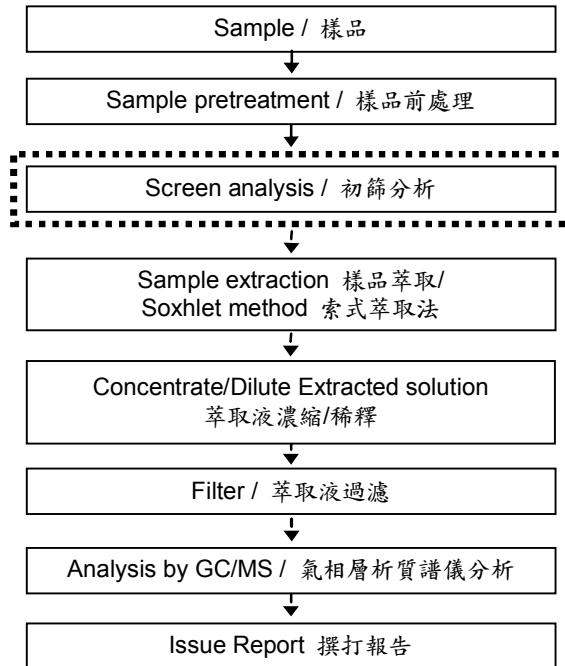 Sample / 樣品
Sample pretreatment / 樣品前處理
Screen analysis / 初篩分析
Sample extraction 樣品萃取/
Soxhlet method 索式萃取法
Concentrate/Dilute Extracted solution
萃取液濃縮/稀釋
Filter / 萃取液過濾
Analysis by GC/MS / 氣相層析質譜儀分析
Issue Report 撰打報告